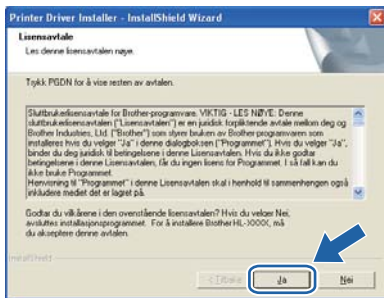 Printer Driver Installer - InstallShield Wizard
Lisensavtale
Les denne lisensavtalen nøye.
Trykk PGDN for å vise resten av avtalen.
Sluttbrukerlisensavtale for Brother-programvare. VIKTIG - LES NØYE: Denne
sluttbrukerlisensavtalen ("Lisensavtalen") er en juridisk forpliktende avtale mellom deg og
Brother Industries, Ltd. ("Brother") som styrer bruken av Brother-programvaren som
installeres hvis du velger "Ja" i denne dialogboksen ("Programmet"). Hvis du velger "Ja",
binder du deg juridisk til betingelsene i denne Lisensavtalen. Hvis du ikke godtar
betingelsene i denne Lisensavtalen, får du ingen lisens for Programmet. I så fall kan du
ikke bruke Programmet.
Henvisning til "Programmet" i denne Lisensavtalen skal i henhold til sammenhengen også
inkludere mediet det er lagret på.
Godtar du vilkårene i den ovenstående lisensavtalen? Hvis du velger Nei,
avsluttes installasjonsprogrammet. For å installere Brother HL-XXXX, må
du akseptere denne avtalen.
InstallShield
< Tilbake
Ja
Nei